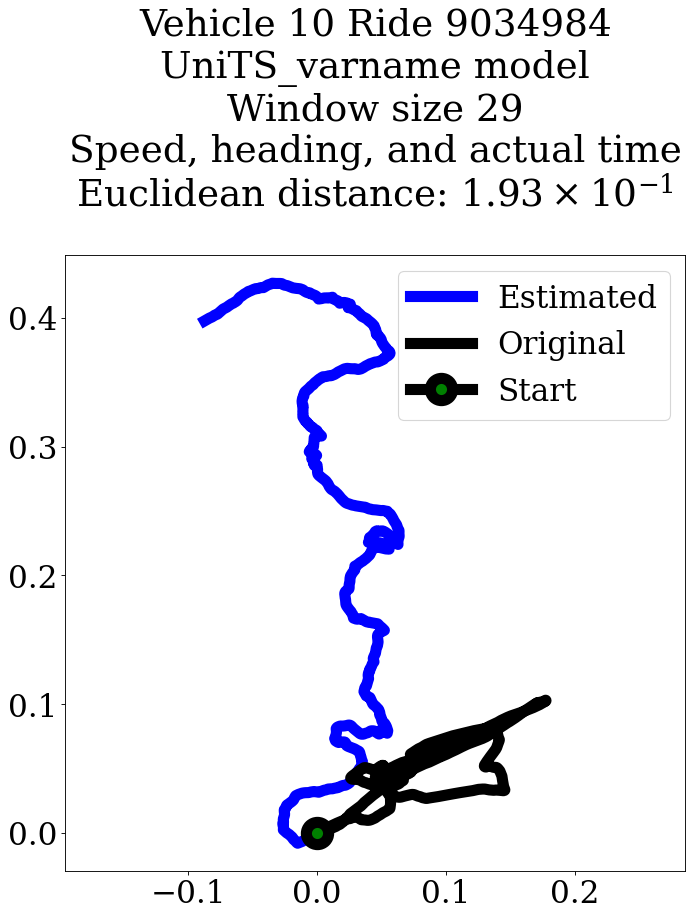 Vehicle 10 Ride 9034984
UniTS_varname model
Window size 29
Speed, heading, and actual time
Euclidean distance: 1.93 × 10⁻¹
Estimated
Original
Start
0.4
0.3
0.2
0.1
0.0
−0.1 0.0 0.1 0.2